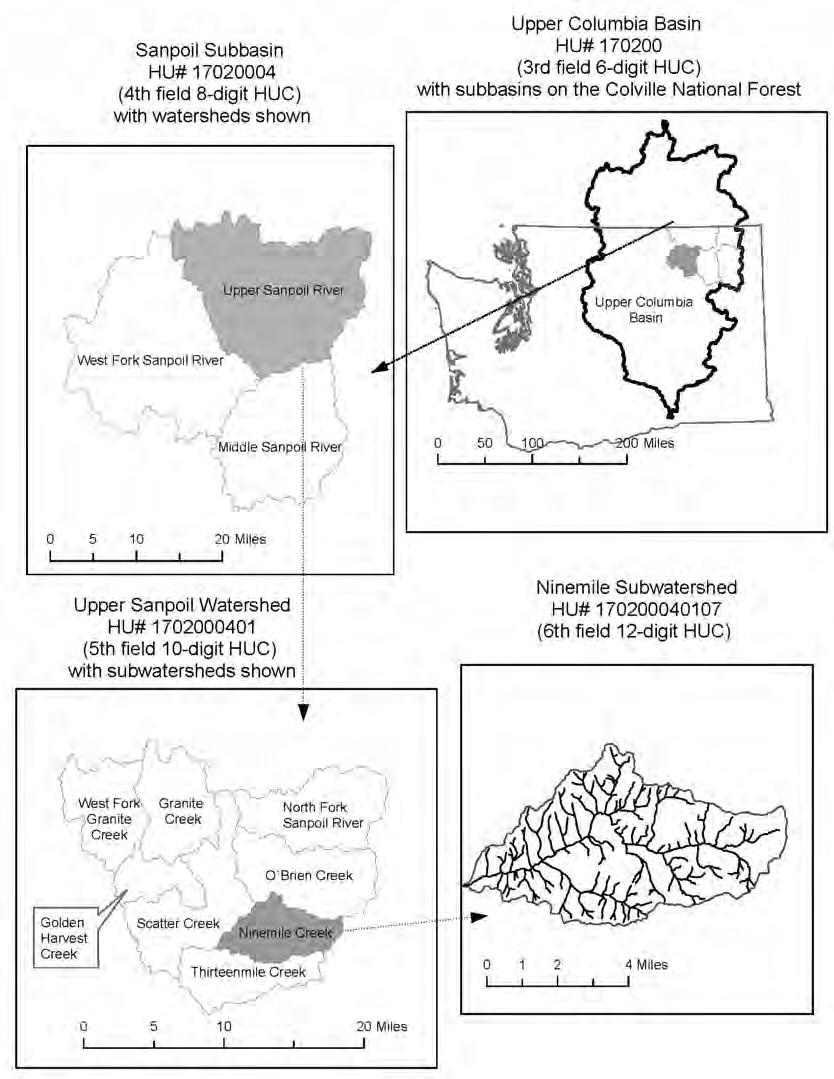 Sanpoil Subbasin
HU# 17020004
(4th field 8-digit HUC)
with watersheds shown
Upper Columbia Basin
HU# 170200
(3rd field 6-digit HUC)
with subbasins on the Colville National Forest
Upper Sanpoil River
West Fork Sanpoil River
Middle Sanpoil River
0 5 10 20 Miles
Upper Columbia
Basin
0 50 100 200 Miles
Upper Sanpoil Watershed
HU# 1702000401
(5th field 10-digit HUC)
with subwatersheds shown
Ninemile Subwatershed
HU# 170200040107
(6th field 12-digit HUC)
West Fork
Granite
Creek
Granite
Creek
North Fork
Sanpoil River
O`Brien Creek
Golden
Harvest
Creek
Scatter Creek
Ninemile Creek
Thirteenmile Creek
0 5 10 20 Miles
0 1 2 4 Miles